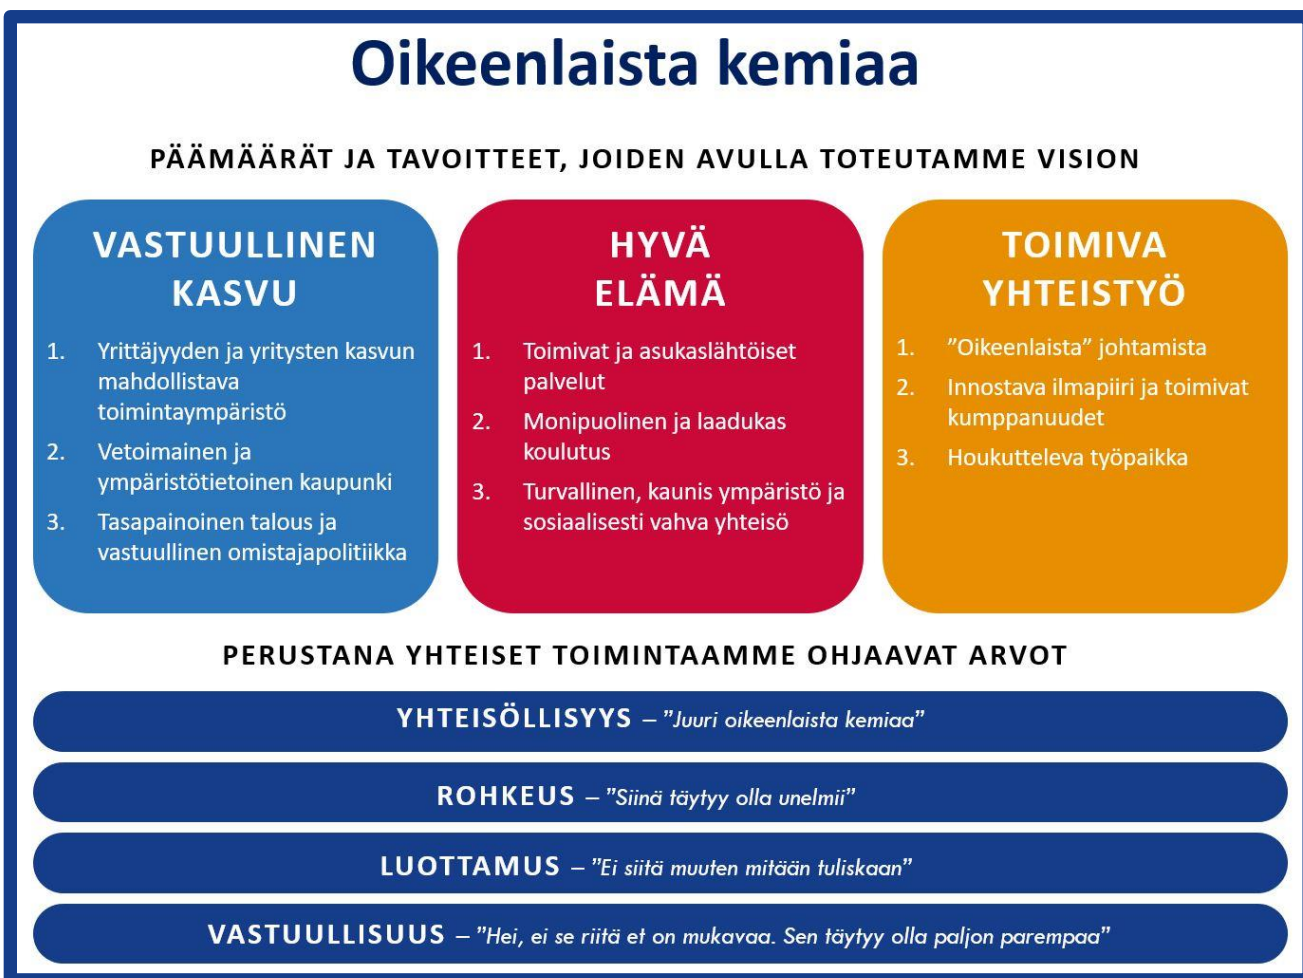 Oikeenlaista kemiaa
PÄÄMÄÄRÄT JA TAVOITTEET, JOIDEN AVULLA TOTEUTAMME VISION
VASTUULLINEN
KASVU
1. Yrittäjyyden ja yritysten kasvun
mahdollistava
toimintaympäristö
2. Vetoimainen ja
ympäristötietoinen kaupunki
3. Tasapainoinen talous ja
vastuullinen omistajapolitiikka
HYVÄ
ELÄMÄ
1. Toimivat ja asukaslähtöiset
palvelut
2. Monipuolinen ja laadukas
koulutus
3. Turvallinen, kaunis ympäristö ja
sosiaalisesti vahva yhteisö
TOIMIVA
YHTEISTYÖ
1. ”Oikeenlaista” johtamista
2. Innostava ilmapiiri ja toimivat
kumppanuudet
3. Houkutteleva työpaikka
PERUSTANA YHTEISET TOIMINTAAMME OHJAAVAT ARVOT
YHTEISÖLLISYYS – ”Juuri oikeenlaista kemiaa”
ROHKEUS – ”Siinä täytyy olla unelmii”
LUOTTAMUS – ”Ei siitä muuten mitään tuliskaan”
VASTUULLISUUS – ”Hei, ei se riitä et on mukavaa. Sen täytyy olla paljon parempaa”